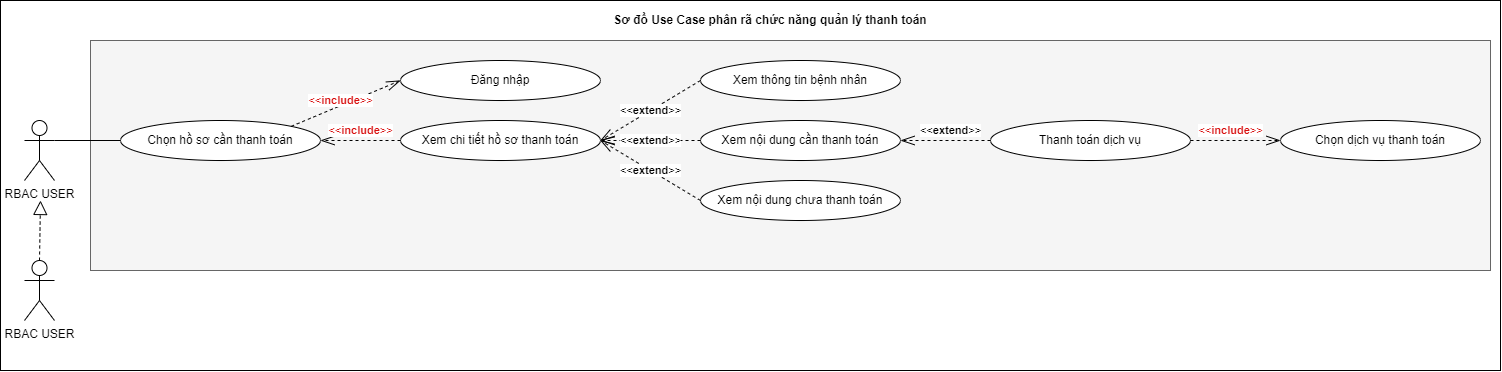 Sơ đồ Use Case phân rã chức năng quản lý thanh toán
Đăng nhập
Xem thông tin bệnh nhân
<<include>>
<<extend>>
Chọn hồ sơ cần thanh toán
<<include>>
Xem chi tiết hồ sơ thanh toán
<<extend>>
Xem nội dung cần thanh toán
<<extend>>
Thanh toán dịch vụ
<<include>>
Chọn dịch vụ thanh toán
<<extend>>
Xem nội dung chưa thanh toán
RBAC USER
RBAC USER